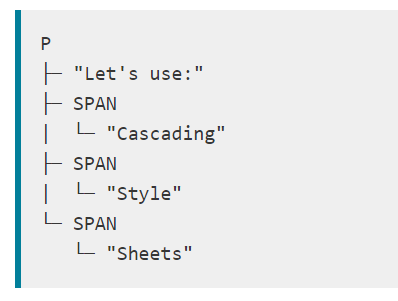 P
├─ "Let's use:"
├─ SPAN
|  └─ "Cascading"
├─ SPAN
|  └─ "Style"
└─ SPAN
   └─ "Sheets"